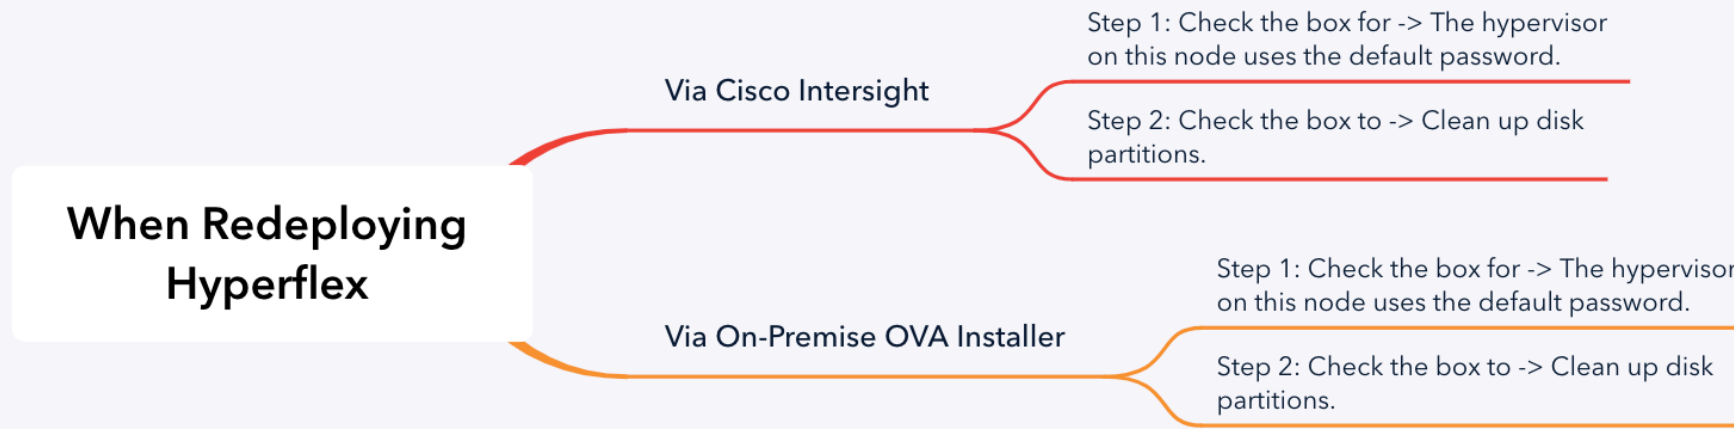 When Redeploying
Hyperflex
Via Cisco Intersight
Step 1: Check the box for -> The hypervisor
on this node uses the default password.
Step 2: Check the box to -> Clean up disk
partitions.
Via On-Premise OVA Installer
Step 1: Check the box for -> The hypervisor
on this node uses the default password.
Step 2: Check the box to -> Clean up disk
partitions.